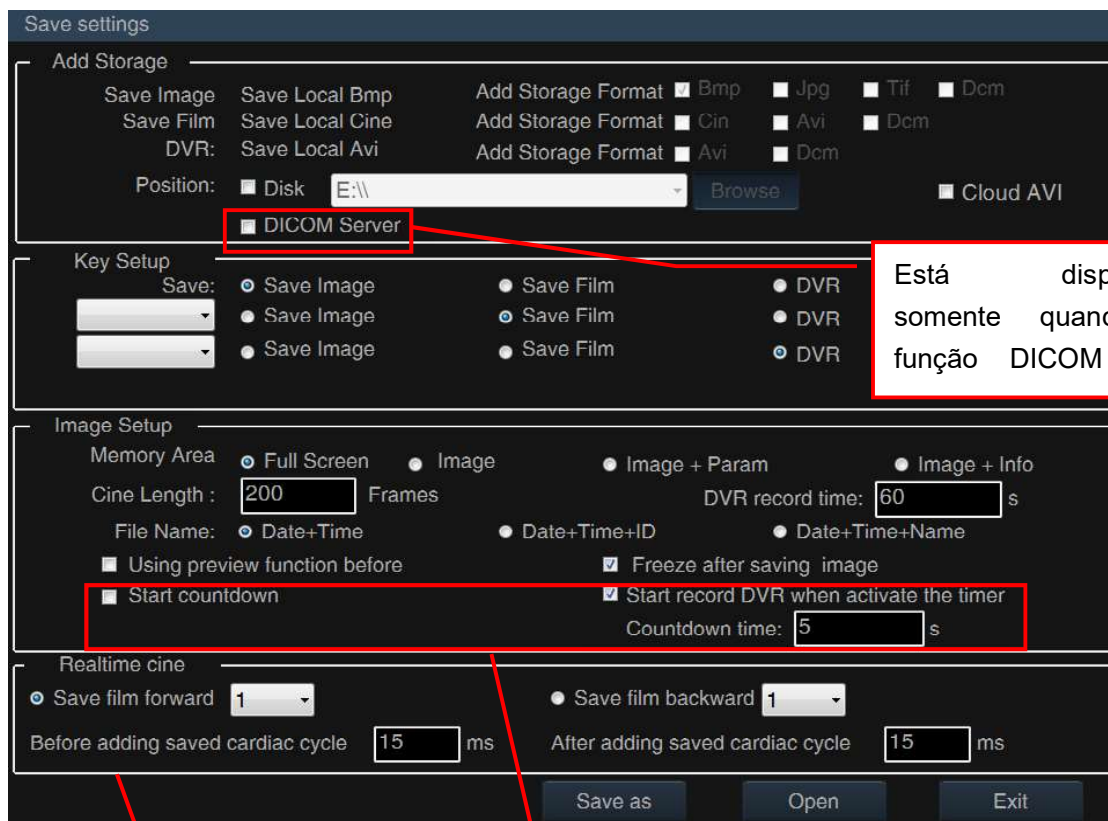 Save settings
Add Storage
Save Image Save Local Bmp Add Storage Format Bmp Jpg Tif Dcm
Save Film Save Local Cine Add Storage Format Cin Avi Dcm
DVR: Save Local Avi Add Storage Format Avi Dcm
Position: Disk E:\\ Browse Cloud AVI
DICOM Server
Key Setup
Save: Save Image Save Film DVR
Save Image Save Film DVR
Save Image Save Film DVR
Está
somente
função DICOM
Image Setup
Memory Area Full Screen Image Image + Param Image + Info
Cine Length : 200 Frames DVR record time: 60 s
File Name: Date+Time Date+Time+ID Date+Time+Name
Using preview function before Freeze after saving image
Start countdown Start record DVR when activate the timer
Countdown time: 5 s
Realtime cine
Save film forward 1 Save film backward 1
Before adding saved cardiac cycle 15 ms After adding saved cardiac cycle 15 ms
Save as Open Exit